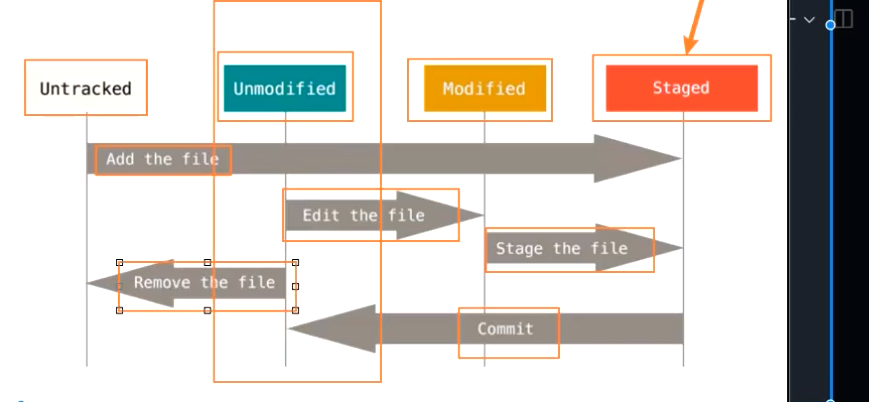 Untracked
Unmodified
Modified
Staged
Add the file
Edit the file
Stage the file
Remove the file
Commit